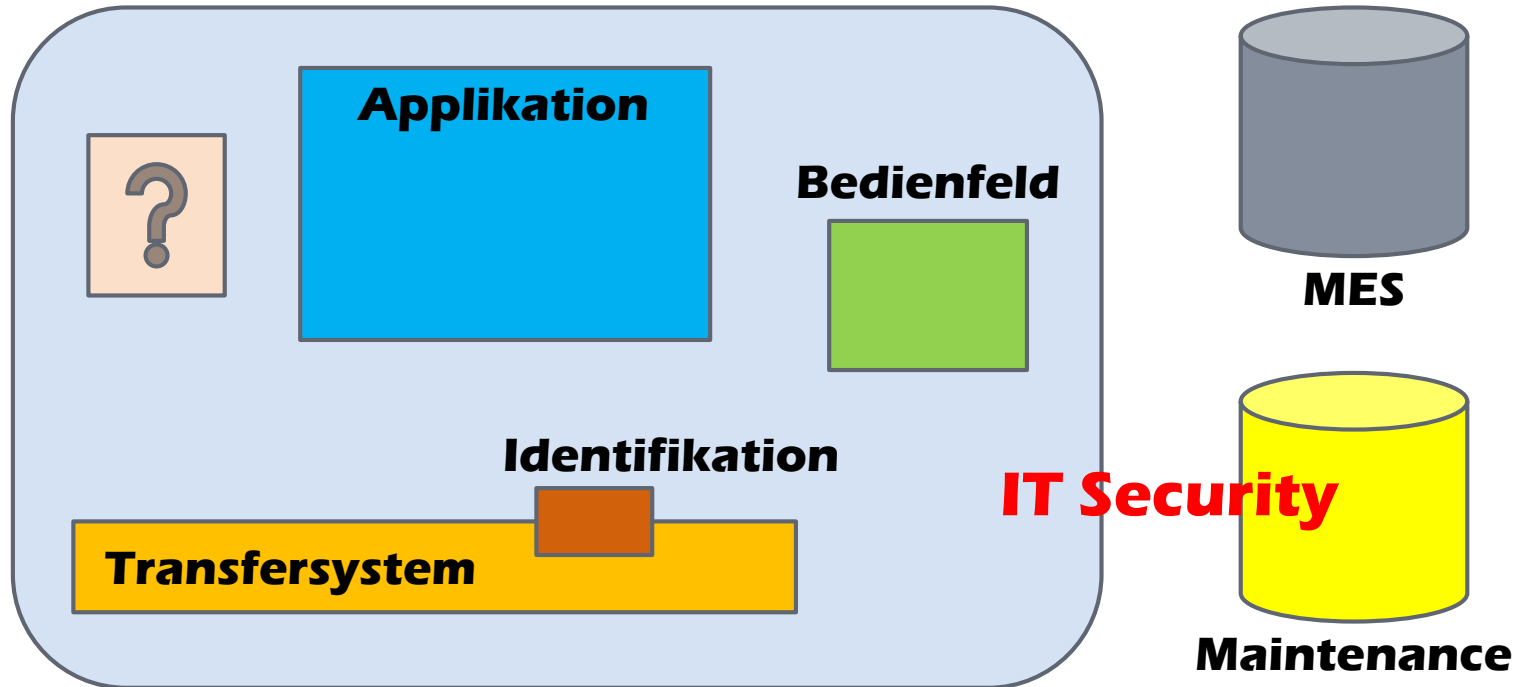 Applikation
?
Bedienfeld
MES
Identifikation
IT Security
Transfersystem
Maintenance